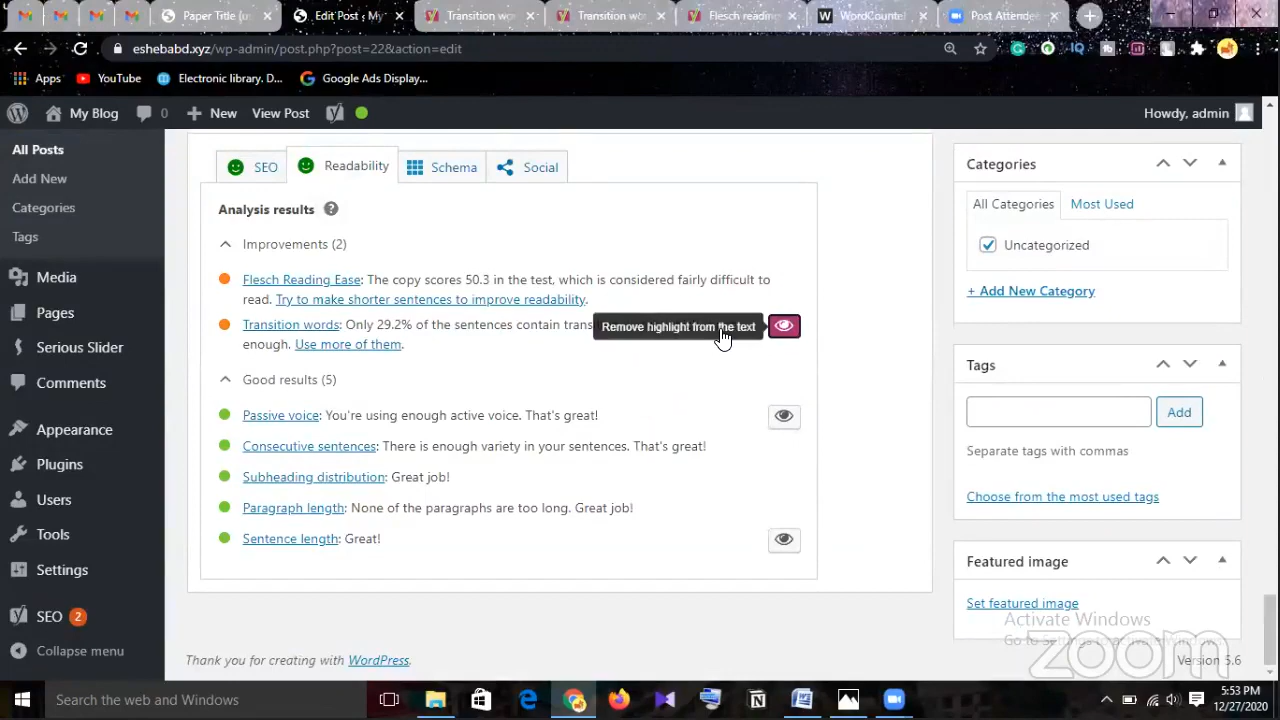 Paper Title (u
Edit Post ‹ My
Transition wo
Transition wo
Flesch readin
WordCounter
Post Attendee
eshebabd.xyz/wp-admin/post.php?post=22&action=edit
Apps
YouTube
Electronic library. D...
Google Ads Display...
My Blog
0
New
View Post
Howdy, admin
All Posts
Add New
Categories
Tags
Media
Pages
Serious Slider
Comments
Appearance
Plugins
Users
Tools
Settings
SEO 2
Collapse menu
SEO
Readability
Schema
Social
Analysis results
Improvements (2)
Flesch Reading Ease: The copy scores 50.3 in the test, which is considered fairly difficult to
read. Try to make shorter sentences to improve readability.
Transition words: Only 29.2% of the sentences contain
Remove highlight from the text
enough. Use more of them.
Good results (5)
Passive voice: You're using enough active voice. That's great!
Consecutive sentences: There is enough variety in your sentences. That's great!
Subheading distribution: Great job!
Paragraph length: None of the paragraphs are too long. Great job!
Sentence length: Great!
Categories
All Categories
Most Used
Uncategorized
+ Add New Category
Tags
Add
Separate tags with commas
Choose from the most used tags
Featured image
Set featured image
Activate Windows
Go to Settings to activate Windows.
zoom
Thank you for creating with WordPress.
Version 5.6
Search the web and Windows
5:53 PM
12/27/2020